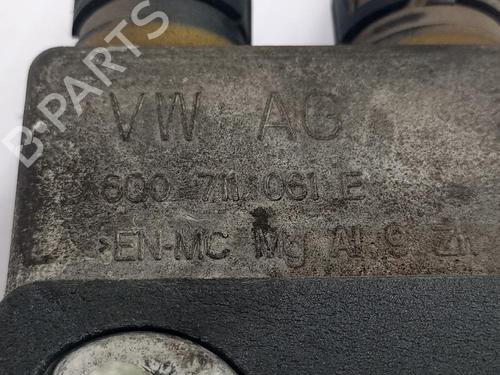 B-PARTS
VW AG
6Q0 711 061 E
>EN-MC Mg Al 9 Zn